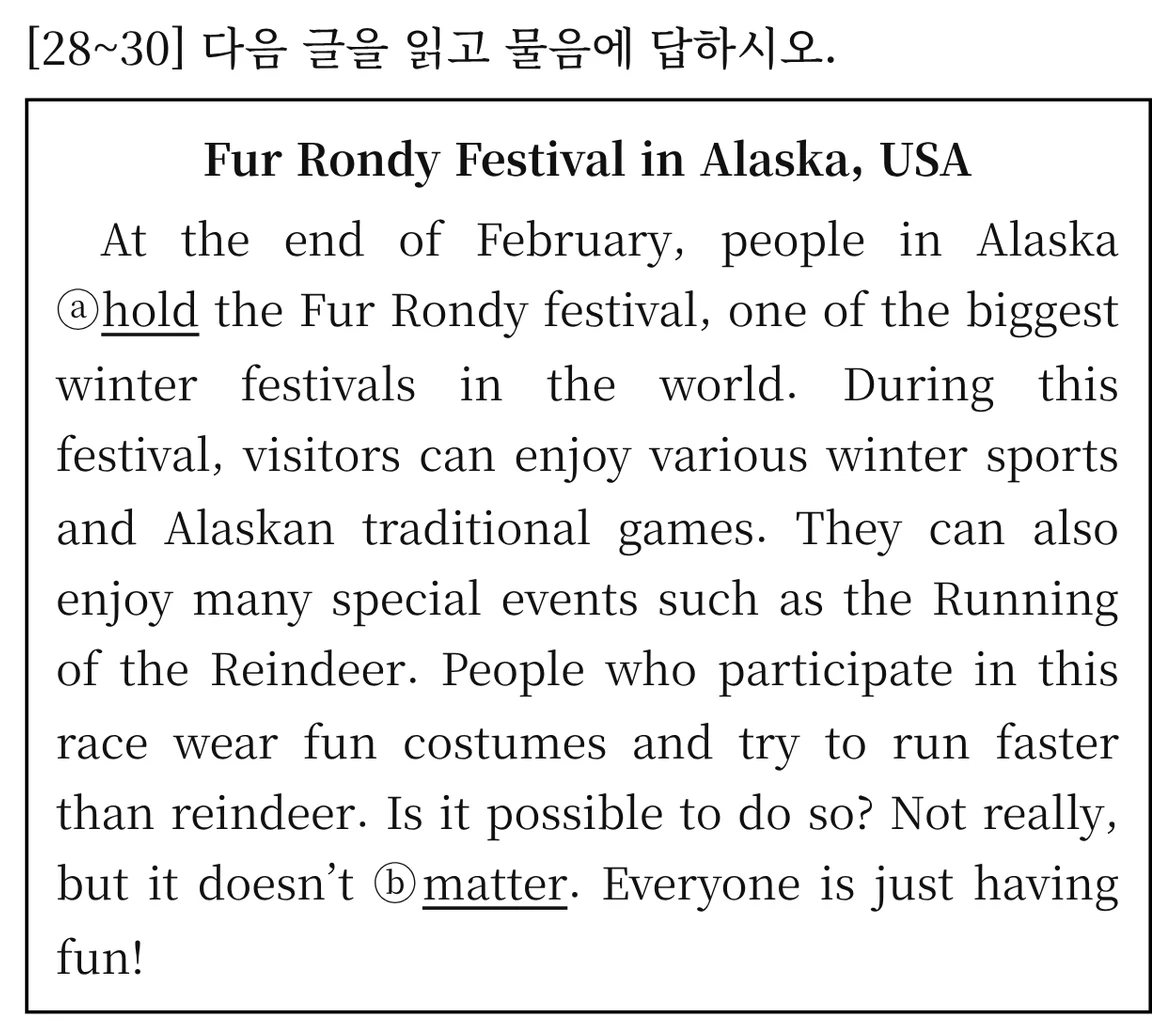 [28~30] 다음 글을 읽고 물음에 답하시오.
Fur Rondy Festival in Alaska, USA
At the end of February, people in Alaska
ⓐhold the Fur Rondy festival, one of the biggest
winter festivals in the world. During this
festival, visitors can enjoy various winter sports
and Alaskan traditional games. They can also
enjoy many special events such as the Running
of the Reindeer. People who participate in this
race wear fun costumes and try to run faster
than reindeer. Is it possible to do so? Not really,
but it doesn’t ⓑmatter. Everyone is just having
fun!